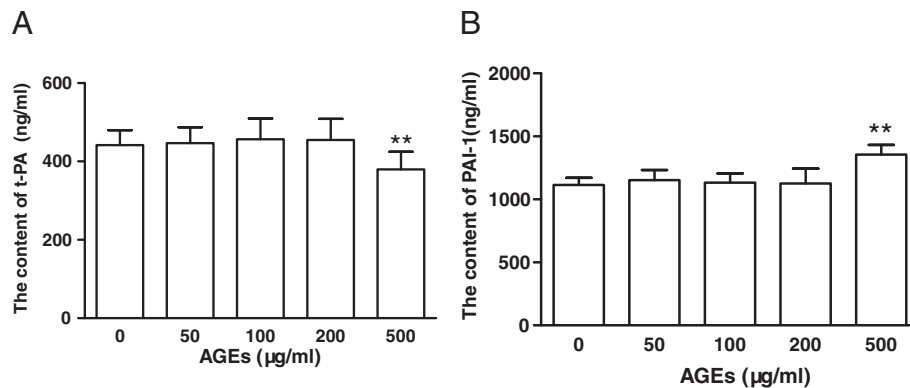 A
The content of t-PA (ng/ml)
600
400
200
0
**
0 50 100 200 500
AGEs (µg/ml)
B
The content of PAI-1(ng/ml)
2000
1500
1000
500
0
**
0 50 100 200 500
AGEs (µg/ml)